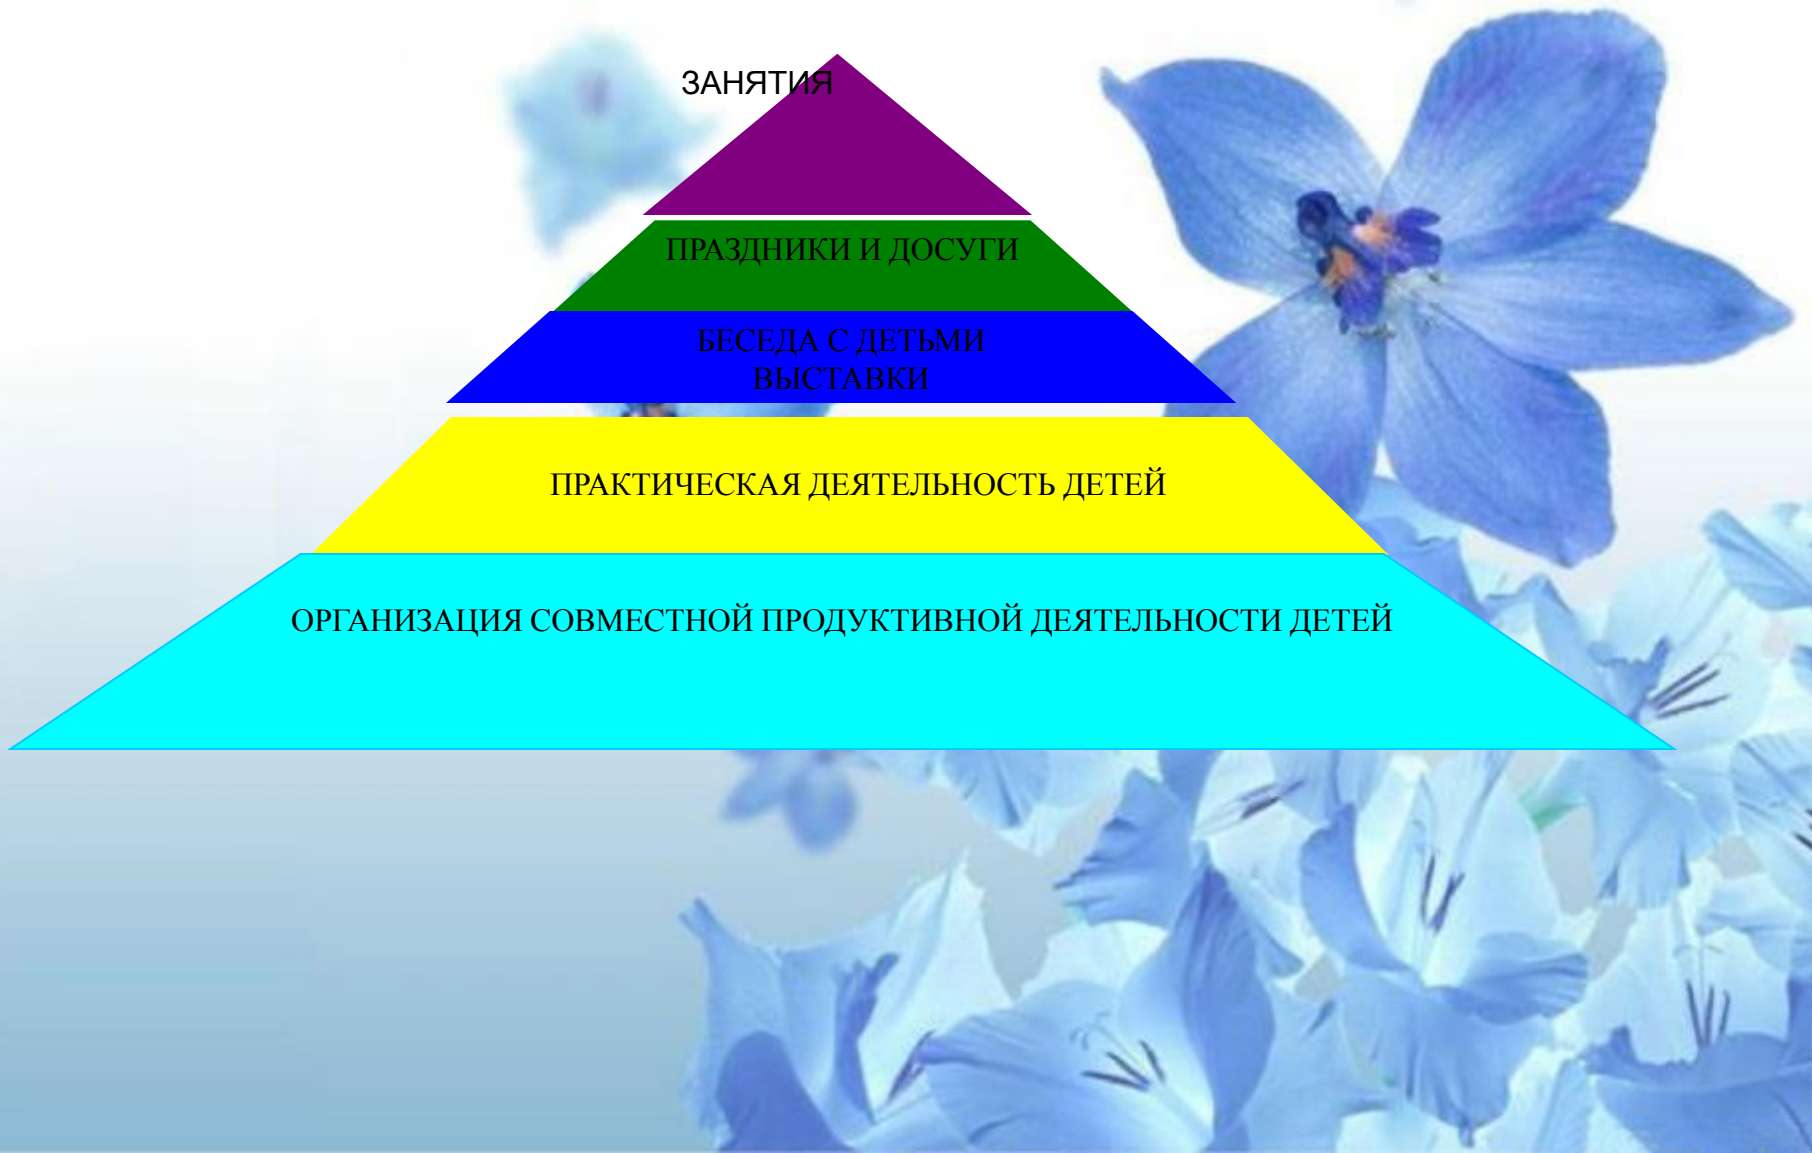 ЗАНЯТИЯ
ПРАЗДНИКИ И ДОСУГИ
БЕСЕДА С ДЕТЬМИ
ВЫСТАВКИ
ПРАКТИЧЕСКАЯ ДЕЯТЕЛЬНОСТЬ ДЕТЕЙ
ОРГАНИЗАЦИЯ СОВМЕСТНОЙ ПРОДУКТИВНОЙ ДЕЯТЕЛЬНОСТИ ДЕТЕЙ